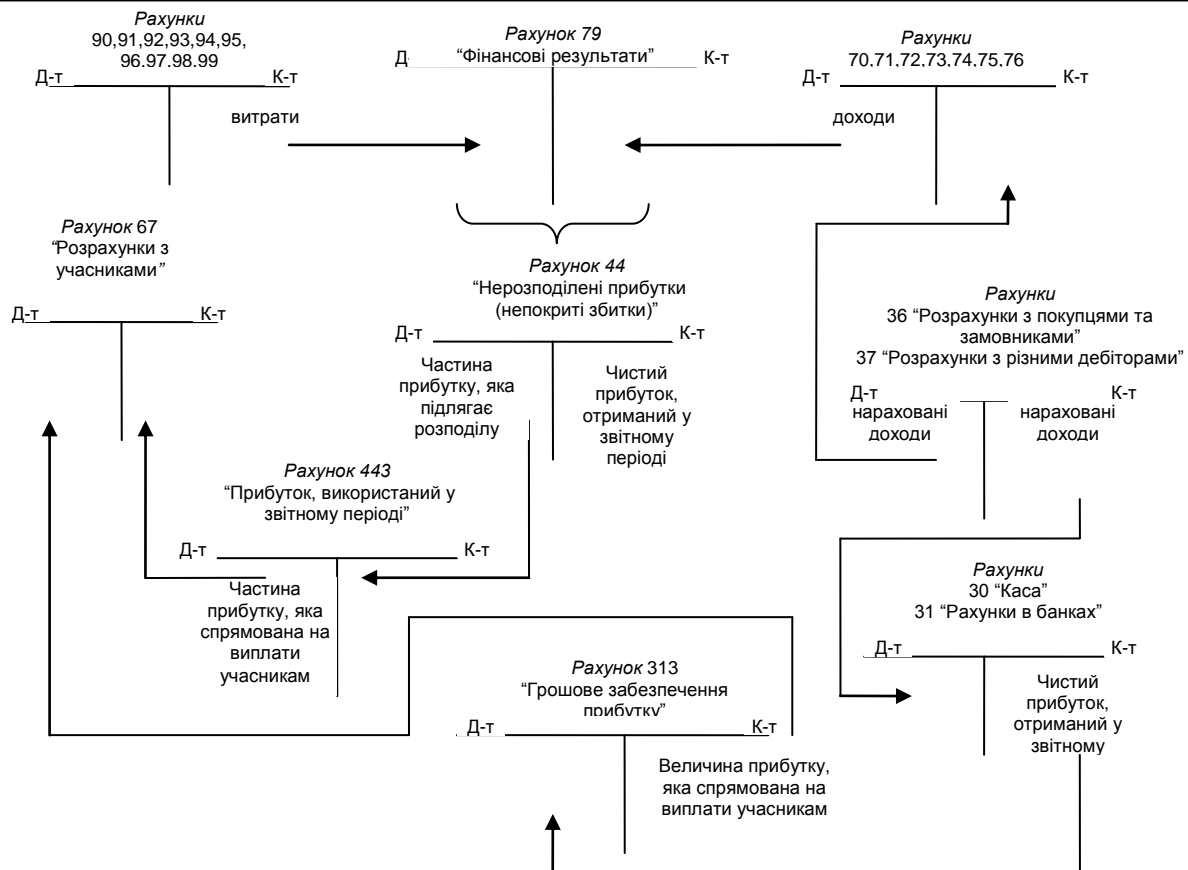 Рахунки
90,91,92,93,94,95,
96.97.98.99
Д-т К-т
витрати
Рахунок 79
“Фінансові результати”
Д- К-т
Рахунки
70,71,72,73,74,75,76
Д-т К-т
доходи
Рахунок 67
“Розрахунки з
учасниками”
Д-т К-т
Рахунок 44
“Нерозподілені прибутки
(непокриті збитки)”
Д-т К-т
Частина
прибутку, яка
підлягає
розподілу
Чистий
прибуток,
отриманий у
звітному
періоді
Рахунки
36 “Розрахунки з покупцями та
замовниками”
37 “Розрахунки з різними дебіторами”
Д-т К-т
нараховані
доходи
нараховані
доходи
Рахунок 443
“Прибуток, використаний у
звітному періоді”
Д-т К-т
Частина
прибутку, яка
спрямована на
виплати
учасникам
Рахунки
30 “Каса”
31 “Рахунки в банках”
Д-т К-т
Чистий
прибуток,
отриманий у
звітному
Рахунок 313
“Грошове забезпечення
прибутку”
Д-т К-т
Величина прибутку,
яка спрямована на
виплати учасникам